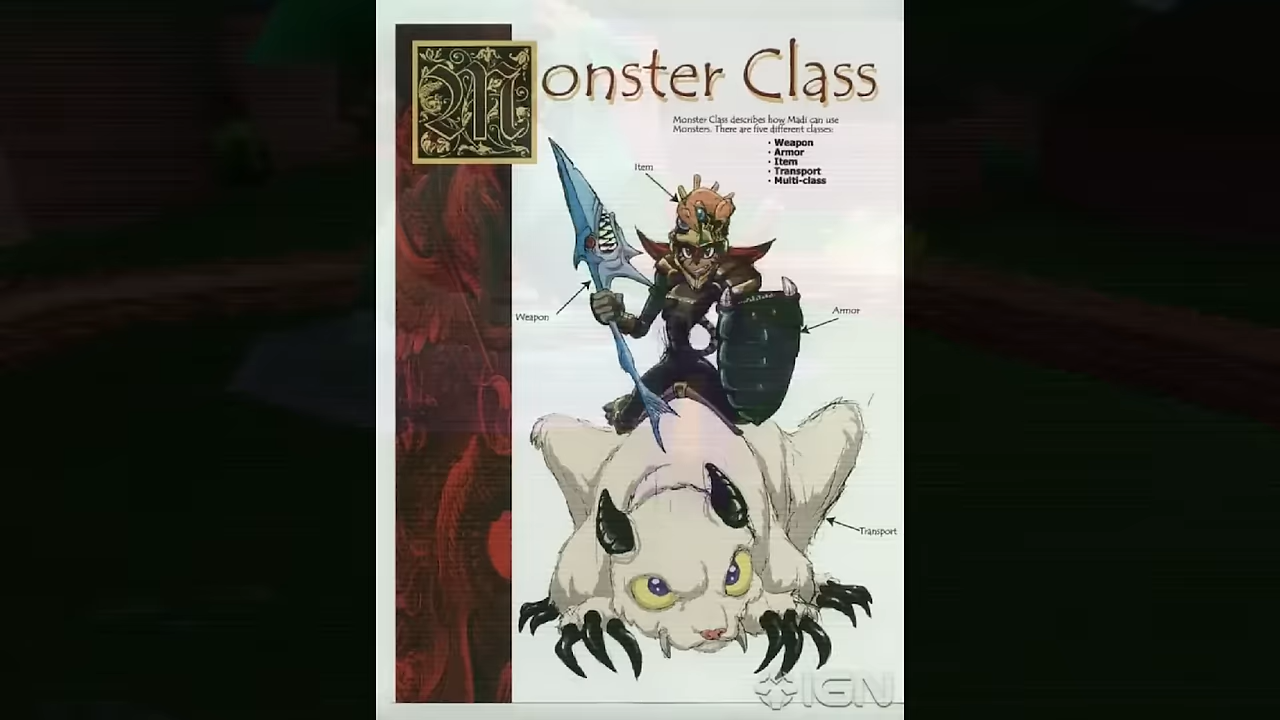 Monster Class
Monster Class describes how Madi can use
Monsters. There are five different classes:
· Weapon
· Armor
· Item
· Transport
· Multi-class
Item
Weapon
Armor
Transport
IGN